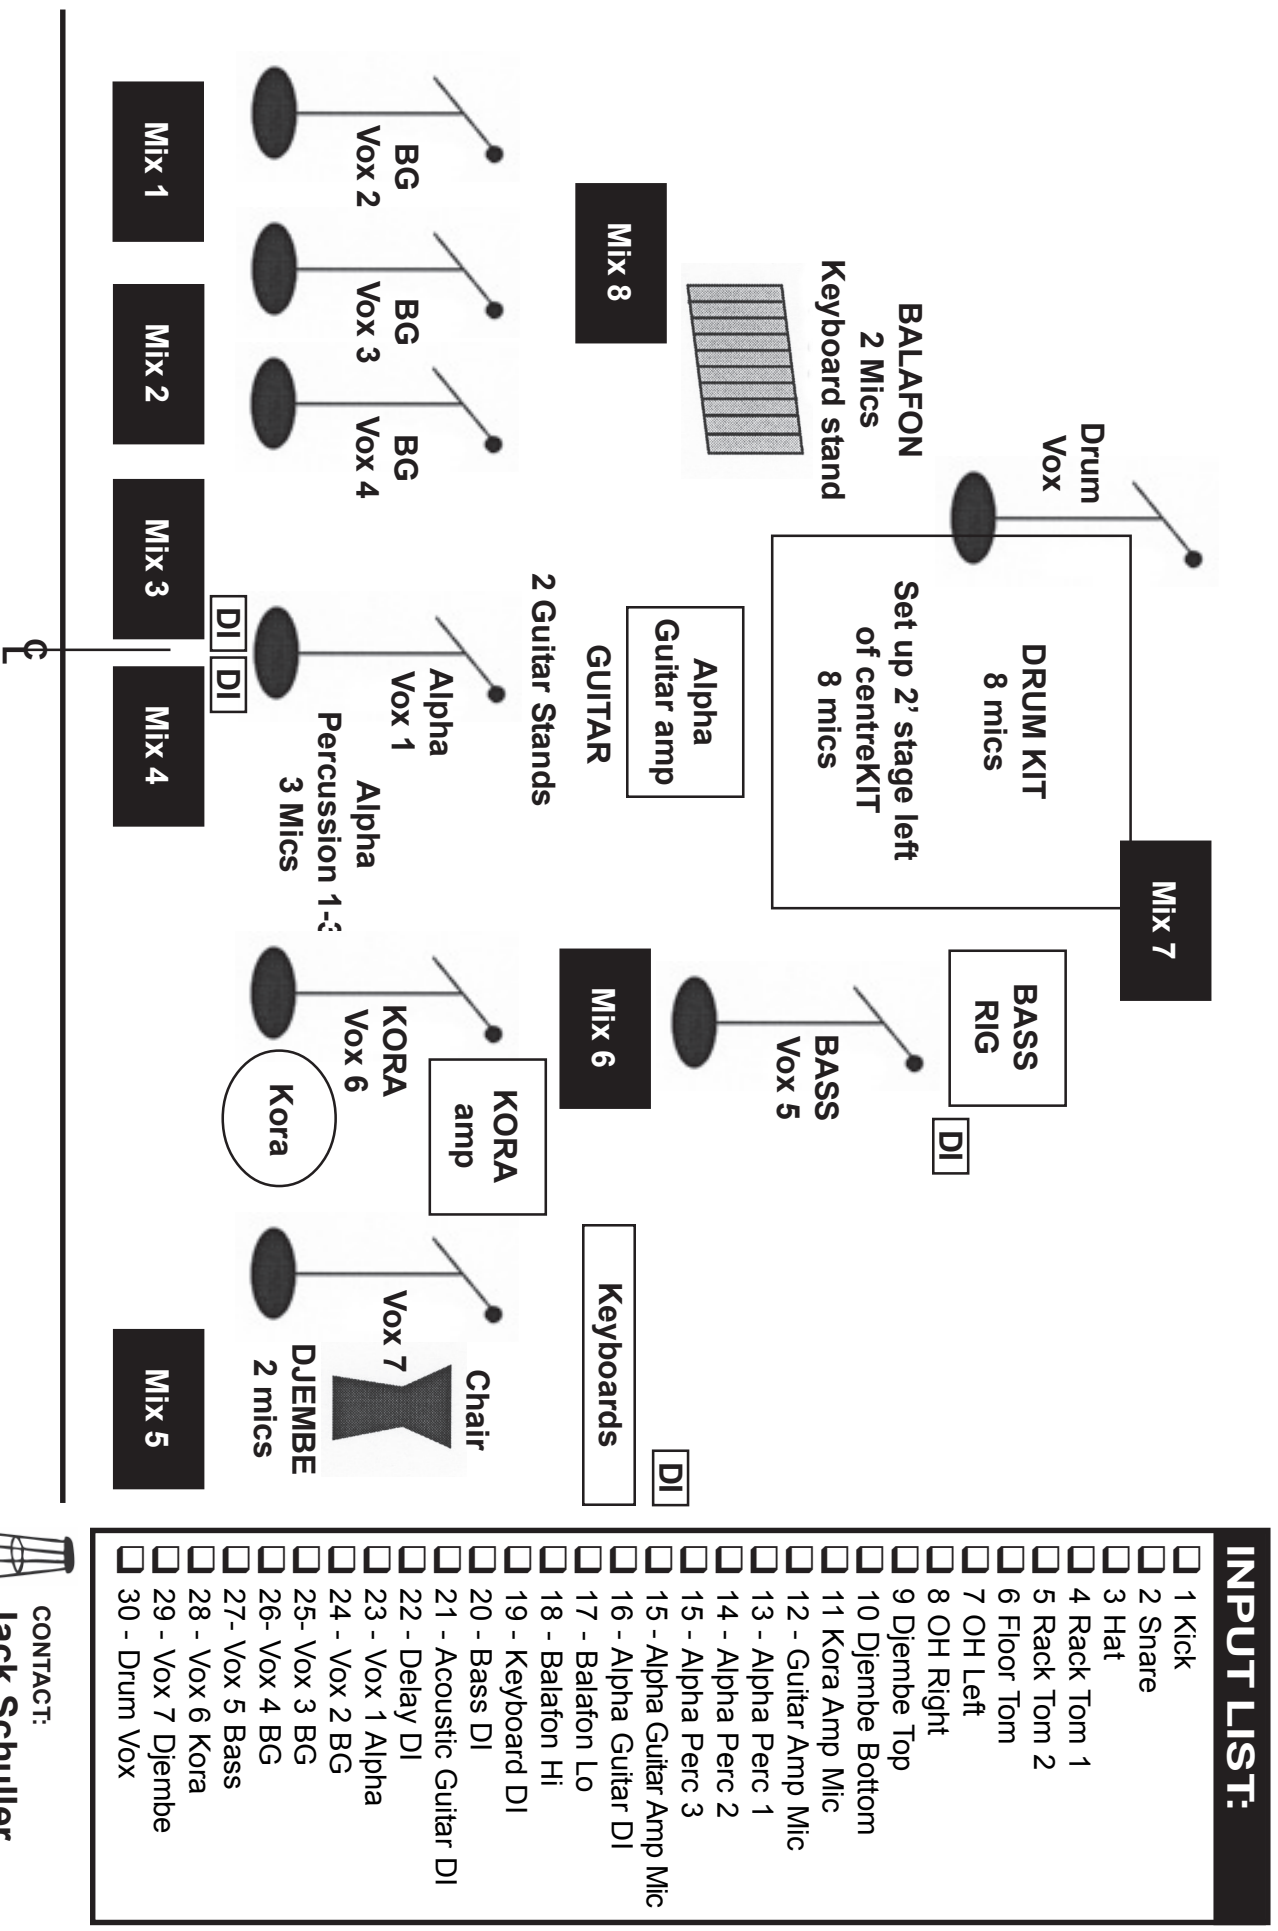 Drum
Vox
DRUM KIT
8 mics
Set up 2’ stage left
of centreKIT
8 mics
Mix 7
BALAFON
2 Mics
Keyboard stand
BASS
RIG
DI
BASS
Vox 5
Mix 8
Alpha
Guitar amp
GUITAR
2 Guitar Stands
Mix 6
Keyboards
DI
BG
Vox 2
BG
Vox 3
BG
Vox 4
Alpha
Vox 1
Alpha
Percussion 1-3
3 Mics
KORA
amp
KORA
Vox 6
Kora
Chair
Vox 7
DJEMBE
2 mics
DI
DI
Mix 1
Mix 2
Mix 3
Mix 4
Mix 5
C
L
INPUT LIST:
❑ 1 Kick
❑ 2 Snare
❑ 3 Hat
❑ 4 Rack Tom 1
❑ 5 Rack Tom 2
❑ 6 Floor Tom
❑ 7 OH Left
❑ 8 OH Right
❑ 9 Djembe Top
❑ 10 Djembe Bottom
❑ 11 Kora Amp Mic
❑ 12 - Guitar Amp Mic
❑ 13 - Alpha Perc 1
❑ 14 - Alpha Perc 2
❑ 15 - Alpha Perc 3
❑ 15 - Alpha Guitar Amp Mic
❑ 16 - Alpha Guitar DI
❑ 17 - Balafon Lo
❑ 18 - Balafon Hi
❑ 19 - Keyboard DI
❑ 20 - Bass DI
❑ 21 - Acoustic Guitar DI
❑ 22 - Delay DI
❑ 23 - Vox 1 Alpha
❑ 24 - Vox 2 BG
❑ 25- Vox 3 BG
❑ 26- Vox 4 BG
❑ 27- Vox 5 Bass
❑ 28 - Vox 6 Kora
❑ 29 - Vox 7 Djembe
❑ 30 - Drum Vox
CONTACT:
Jack Schuller